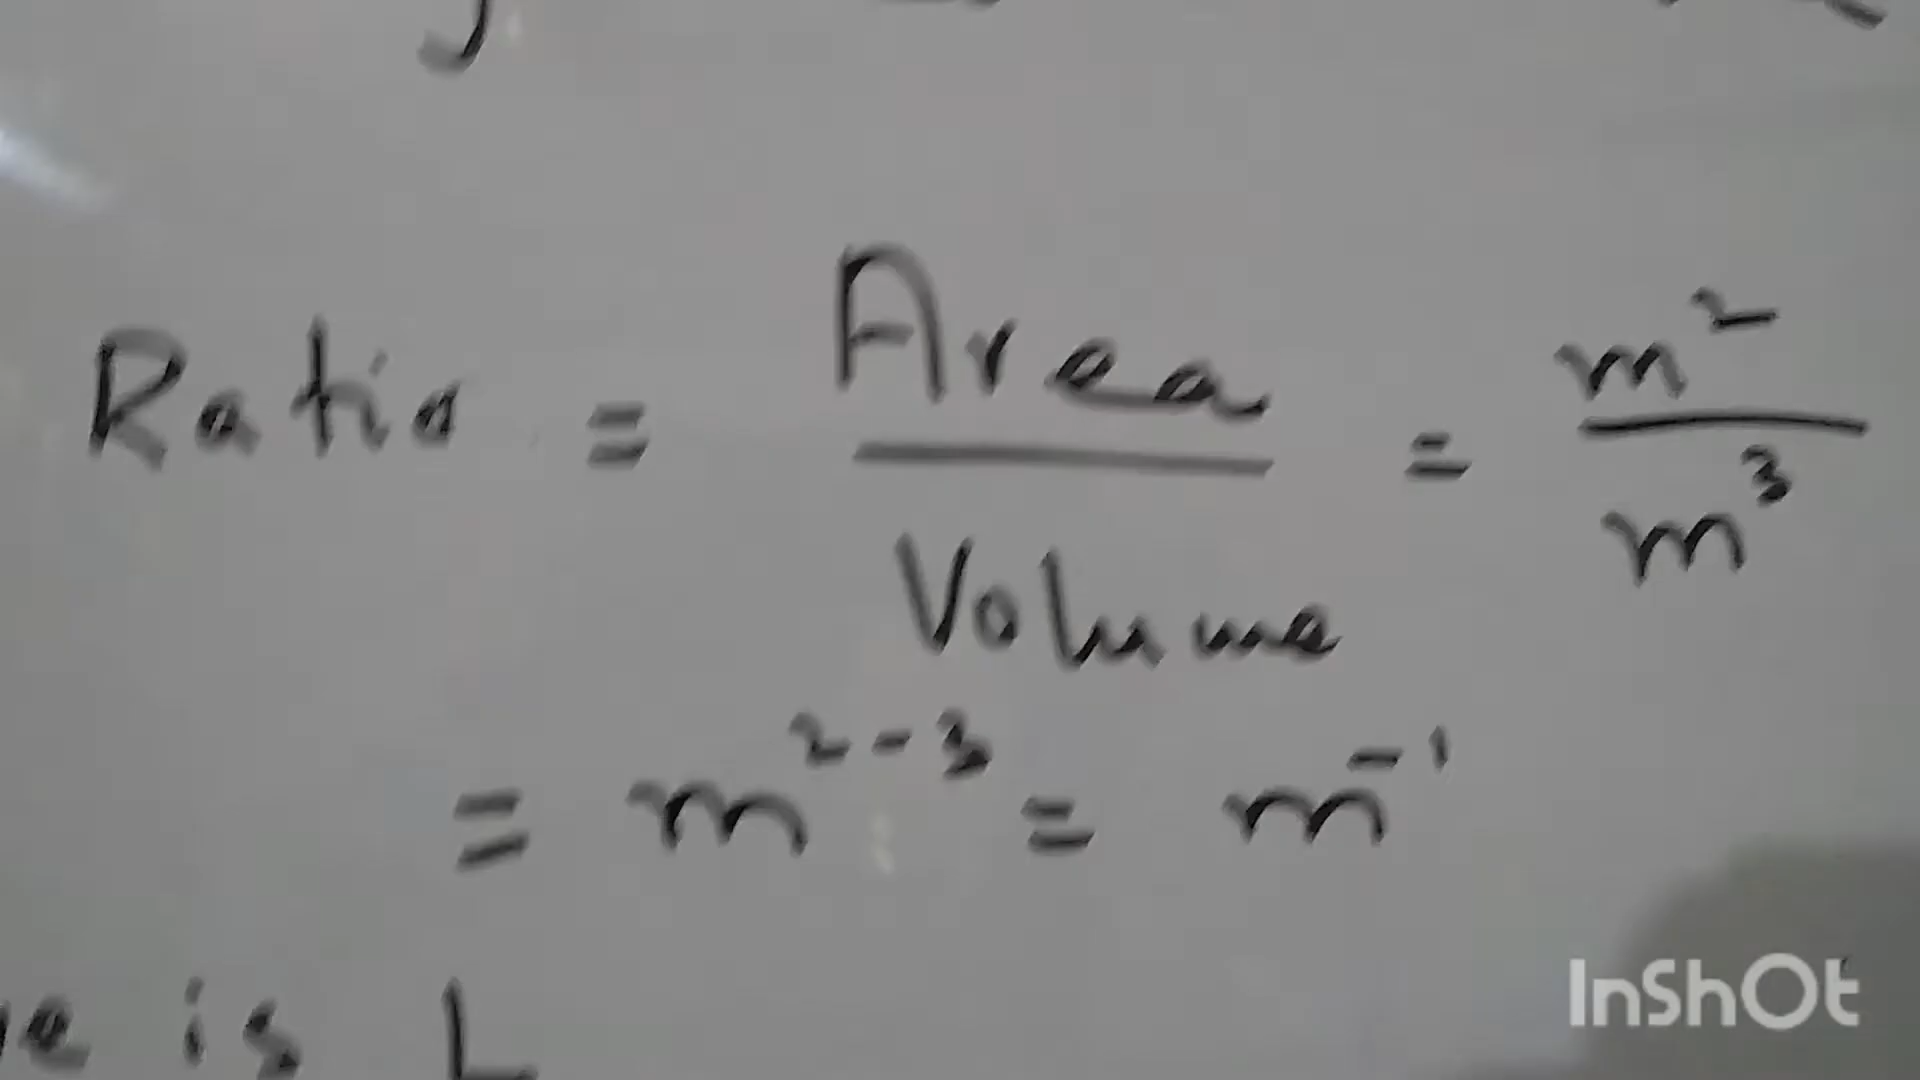 Ratio = Area / Volume = m² / m³
= m²⁻³ = m⁻¹
is L
InShOt